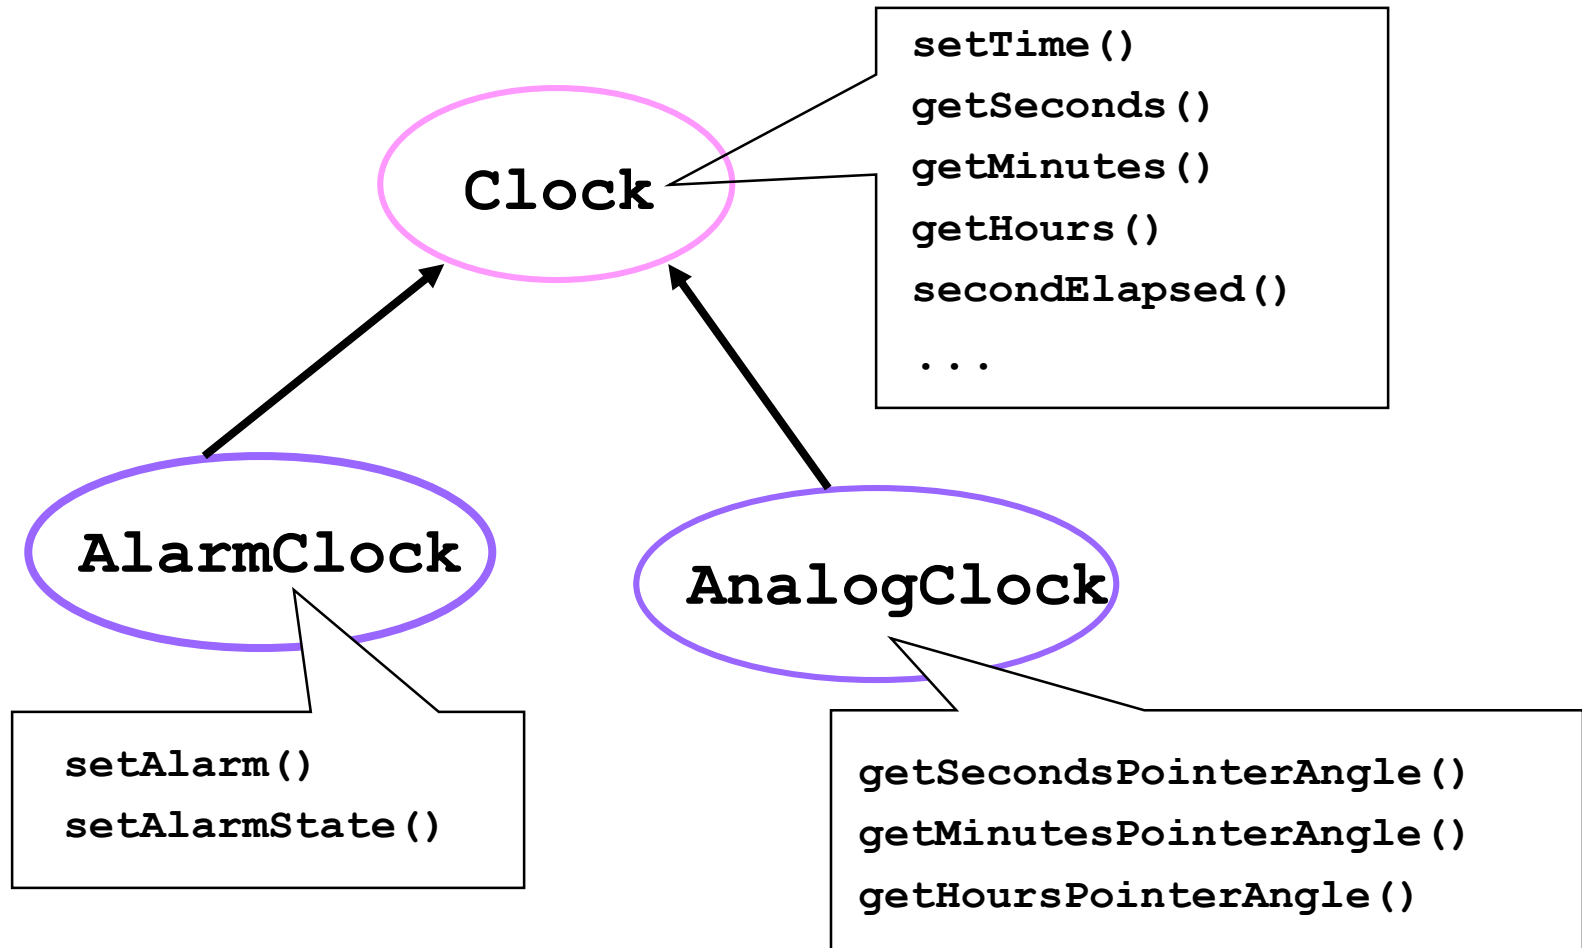 setTime()
getSeconds()
getMinutes()
getHours()
secondElapsed()
...
Clock
AlarmClock
AnalogClock
setAlarm()
setAlarmState()
getSecondsPointerAngle()
getMinutesPointerAngle()
getHoursPointerAngle()